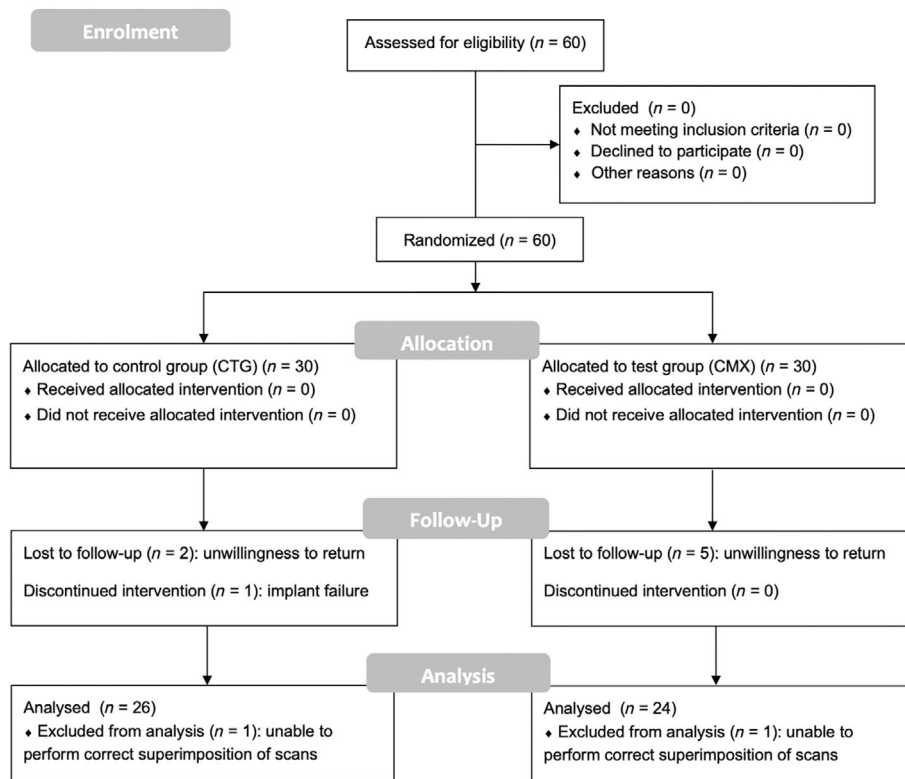 Enrolment
Assessed for eligibility (n = 60)
Excluded (n = 0)
♦ Not meeting inclusion criteria (n = 0)
♦ Declined to participate (n = 0)
♦ Other reasons (n = 0)
Randomized (n = 60)
Allocation
Allocated to control group (CTG) (n = 30)
♦ Received allocated intervention (n = 0)
♦ Did not receive allocated intervention (n = 0)
Allocated to test group (CMX) (n = 30)
♦ Received allocated intervention (n = 0)
♦ Did not receive allocated intervention (n = 0)
Follow-Up
Lost to follow-up (n = 2): unwillingness to return
Discontinued intervention (n = 1): implant failure
Lost to follow-up (n = 5): unwillingness to return
Discontinued intervention (n = 0)
Analysis
Analysed (n = 26)
♦ Excluded from analysis (n = 1): unable to
perform correct superimposition of scans
Analysed (n = 24)
♦ Excluded from analysis (n = 1): unable to
perform correct superimposition of scans